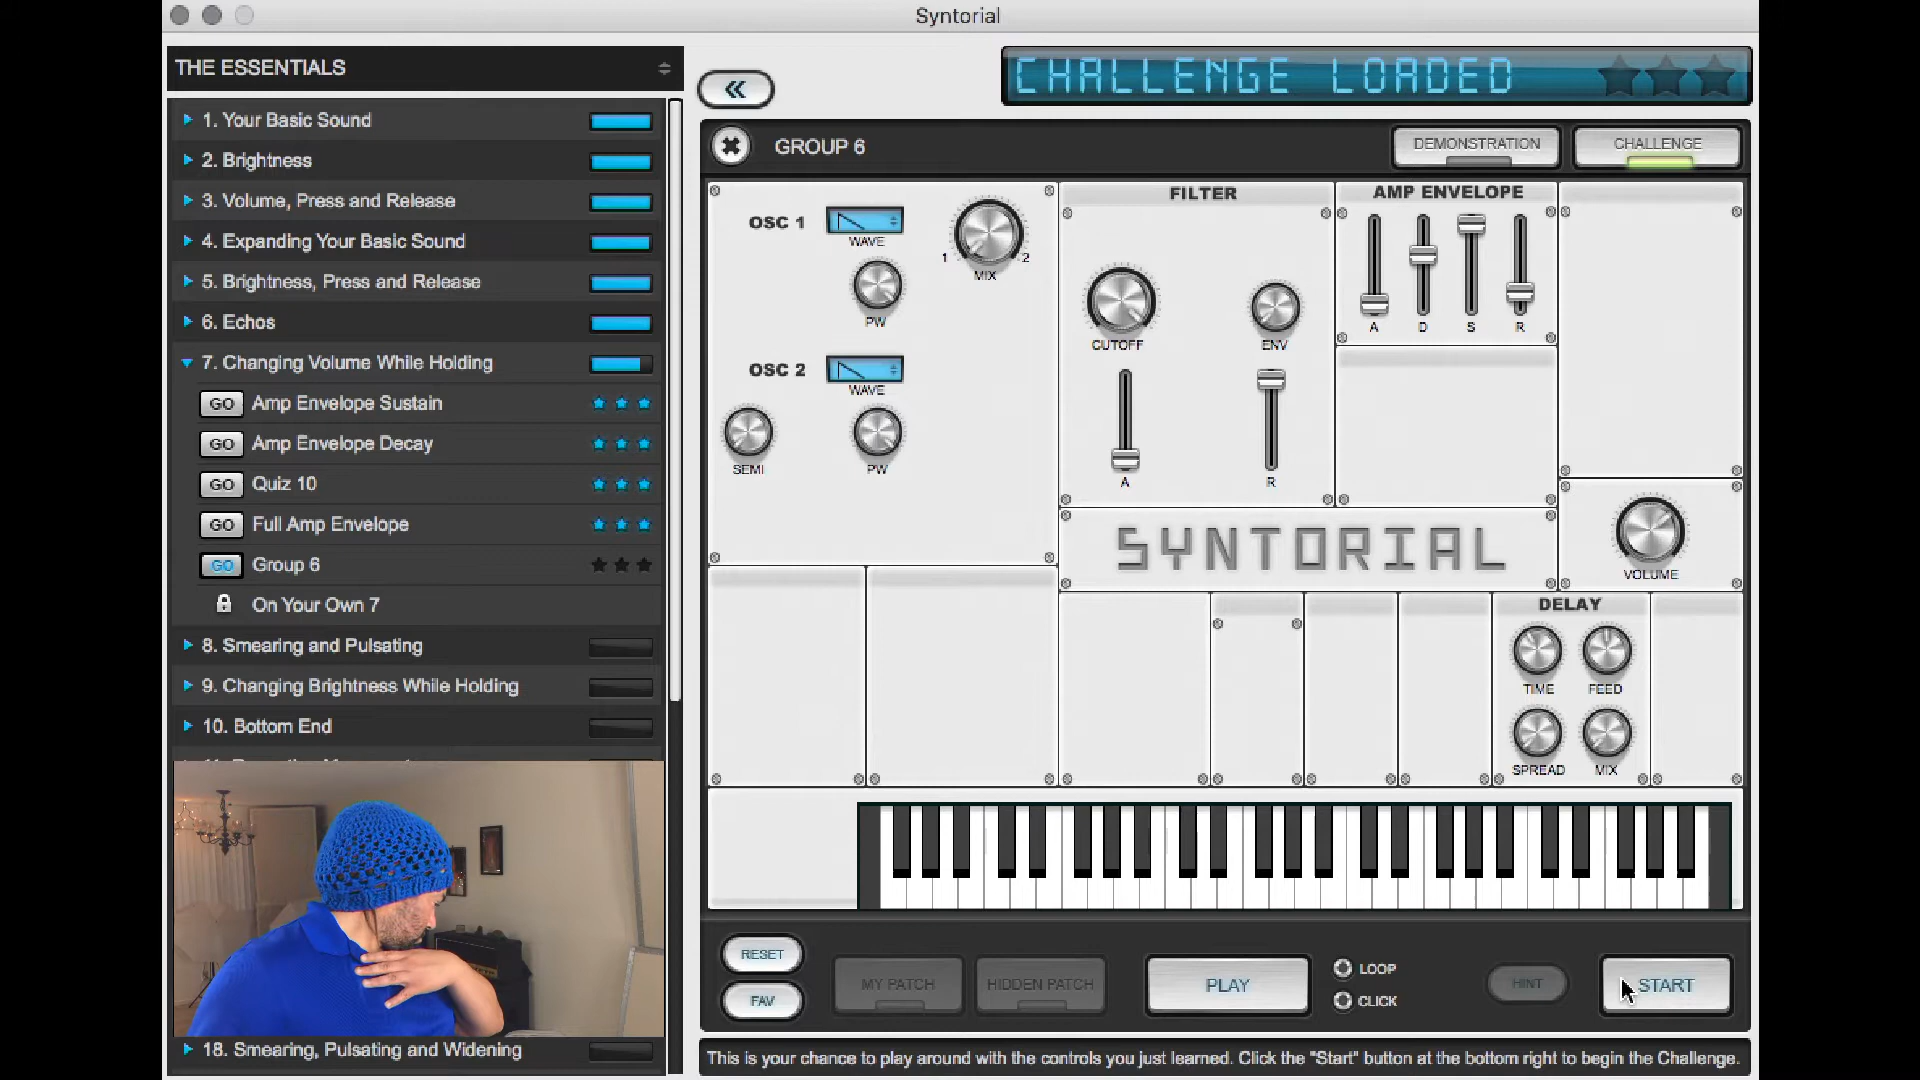 Syntorial
THE ESSENTIALS
1. Your Basic Sound
2. Brightness
3. Volume, Press and Release
4. Expanding Your Basic Sound
5. Brightness, Press and Release
6. Echos
7. Changing Volume While Holding
GO Amp Envelope Sustain
GO Amp Envelope Decay
GO Quiz 10
GO Full Amp Envelope
GO Group 6
On Your Own 7
8. Smearing and Pulsating
9. Changing Brightness While Holding
10. Bottom End
18. Smearing, Pulsating and Widening
CHALLENGE LOADED
GROUP 6
DEMONSTRATION
CHALLENGE
OSC 1
WAVE
1 2
MIX
PW
OSC 2
WAVE
SEMI
PW
FILTER
CUTOFF
ENV
A
R
AMP ENVELOPE
A D S R
SYNTORIAL
VOLUME
DELAY
TIME FEED
SPREAD MIX
RESET
FAV
MY PATCH
HIDDEN PATCH
PLAY
LOOP
CLICK
HINT
START
This is your chance to play around with the controls you just learned. Click the "Start" button at the bottom right to begin the Challenge.